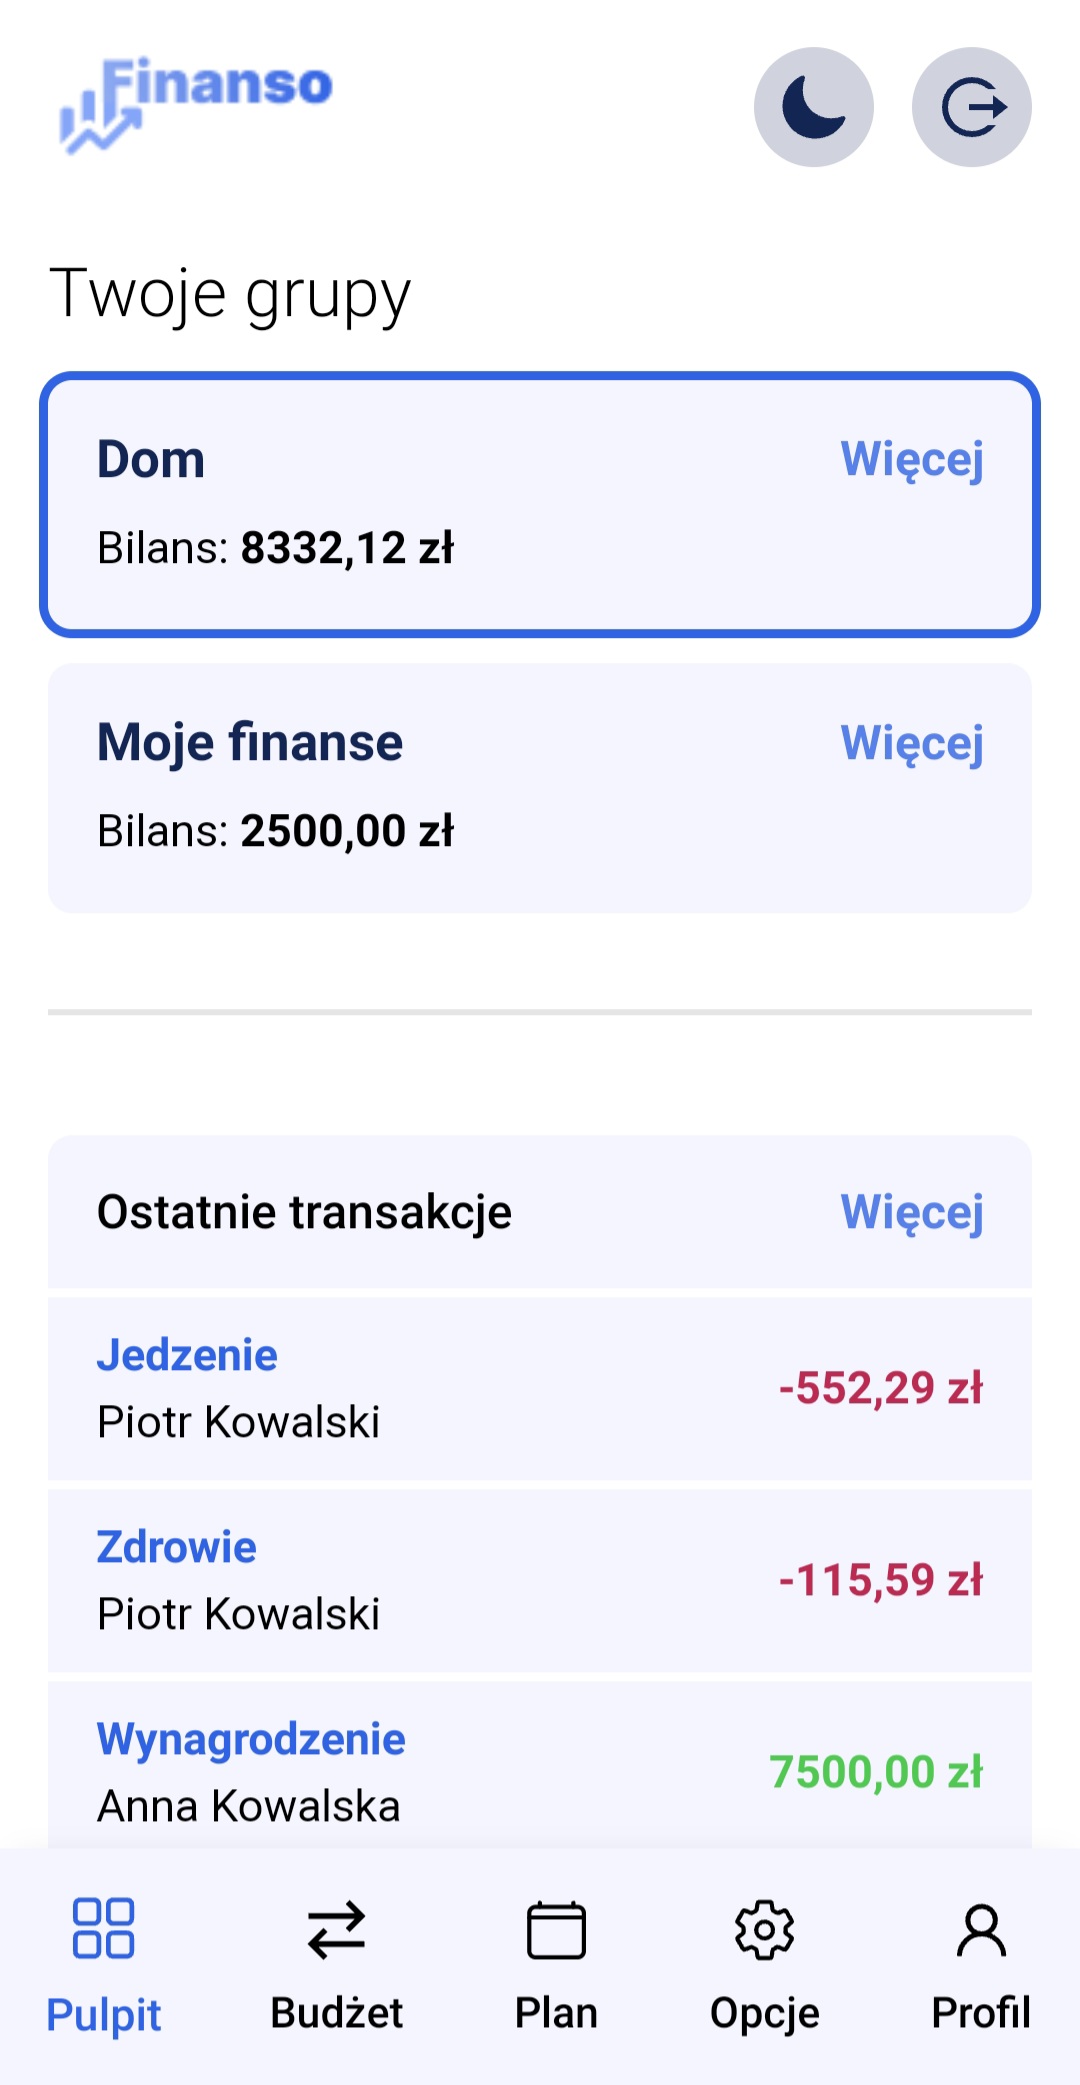 Finanso
Twoje grupy
Dom
Więcej
Bilans: 8332,12 zł
Moje finanse
Więcej
Bilans: 2500,00 zł
Ostatnie transakcje
Więcej
Jedzenie
Piotr Kowalski
-552,29 zł
Zdrowie
Piotr Kowalski
-115,59 zł
Wynagrodzenie
Anna Kowalska
7500,00 zł
Pulpit
Budżet
Plan
Opcje
Profil